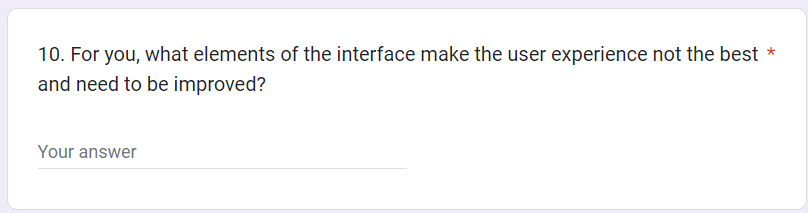 10. For you, what elements of the interface make the user experience not the best *
and need to be improved?
Your answer